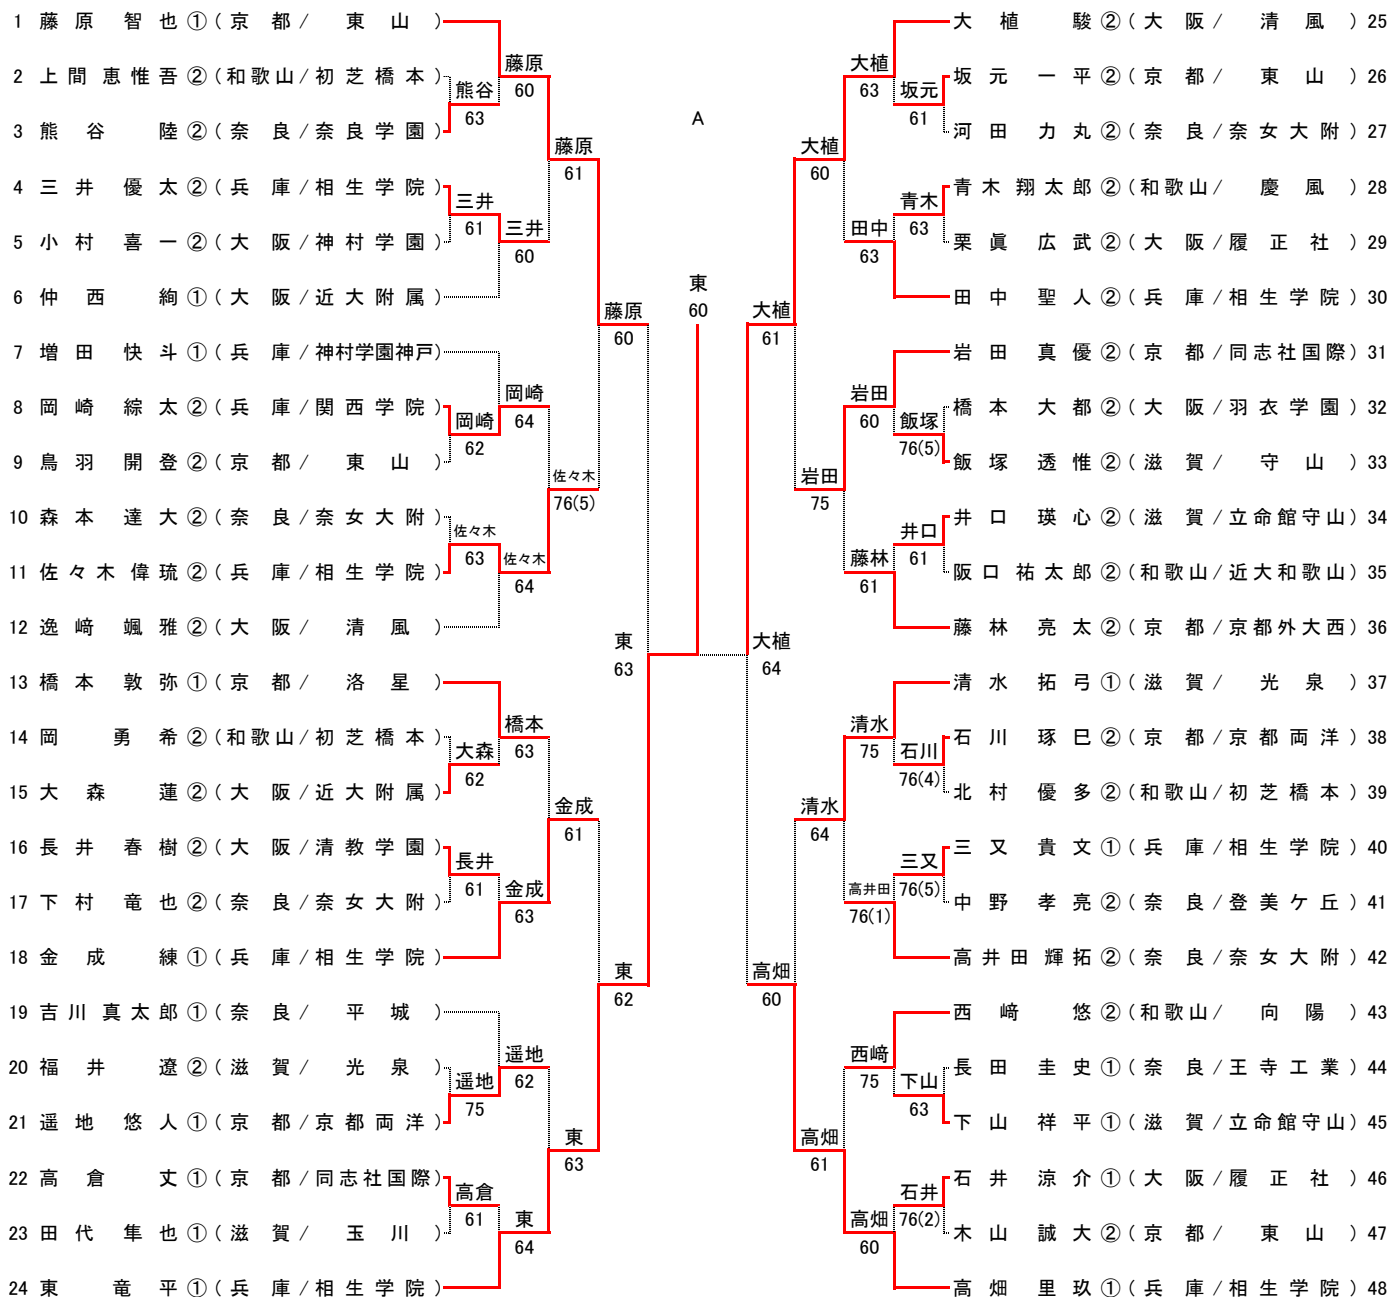 1 藤原 智也 ① (京都/東山)
2 上間恵惟吾 ② (和歌山/初芝橋本)
3 熊谷 陸 ② (奈良/奈良学園)
4 三井 優太 ② (兵庫/相生学院)
5 小村 喜一 ② (大阪/神村学園)
6 仲西 絢 ① (大阪/近大附属)
7 増田 快斗 ① (兵庫/神村学園神戸)
8 岡崎 綜太 ② (兵庫/関西学院)
9 鳥羽 開登 ② (京都/東山)
10 森本 達大 ② (奈良/奈女大附)
11 佐々木偉琉 ② (兵庫/相生学院)
12 逸﨑 颯雅 ② (大阪/清風)
13 橋本 敦弥 ① (京都/洛星)
14 岡 勇希 ② (和歌山/初芝橋本)
15 大森 蓮 ② (大阪/近大附属)
16 長井 春樹 ② (大阪/清教学園)
17 下村 竜也 ② (奈良/奈女大附)
18 金成 練 ① (兵庫/相生学院)
19 吉川真太郎 ① (奈良/平城)
20 福井 遼 ② (滋賀/光泉)
21 遥地 悠人 ① (京都/京都両洋)
22 高倉 丈 ① (京都/同志社国際)
23 田代 隼也 ① (滋賀/玉川)
24 東 竜平 ① (兵庫/相生学院)
熊谷
63
三井
61
岡崎
62
佐々木
63
大森
62
長井
61
遥地
75
高倉
61
藤原
60
三井
60
岡崎
64
佐々木
64
橋本
63
金成
63
遥地
62
東
64
藤原
61
佐々木
76(5)
金成
61
東
63
藤原
60
東
62
東
63
A
東
60
大植
64
大植
61
高畑
60
大植
60
岩田
75
清水
64
高畑
61
大植
63
田中
63
岩田
60
藤林
61
清水
75
高井田
76(1)
西﨑
75
高畑
60
坂元
61
青木
63
飯塚
76(5)
井口
61
石川
76(4)
三又
76(5)
下山
63
石井
76(2)
大植 駿 ② (大阪/清風) 25
坂元 一平 ② (京都/東山) 26
河田 力丸 ② (奈良/奈女大附) 27
青木翔太郎 ② (和歌山/慶風) 28
栗眞 広武 ② (大阪/履正社) 29
田中 聖人 ② (兵庫/相生学院) 30
岩田 真優 ② (京都/同志社国際) 31
橋本 大都 ② (大阪/羽衣学園) 32
飯塚 透惟 ② (滋賀/守山) 33
井口 瑛心 ② (滋賀/立命館守山) 34
阪口祐太郎 ② (和歌山/近大和歌山) 35
藤林 亮太 ② (京都/京都外大西) 36
清水 拓弓 ① (滋賀/光泉) 37
石川 琢巳 ② (京都/京都両洋) 38
北村 優多 ② (和歌山/初芝橋本) 39
三又 貴文 ① (兵庫/相生学院) 40
中野 孝亮 ② (奈良/登美ケ丘) 41
高井田輝拓 ② (奈良/奈女大附) 42
西﨑 悠 ② (和歌山/向陽) 43
長田 圭史 ① (奈良/王寺工業) 44
下山 祥平 ① (滋賀/立命館守山) 45
石井 涼介 ① (大阪/履正社) 46
木山 誠大 ② (京都/東山) 47
高畑 里玖 ① (兵庫/相生学院) 48